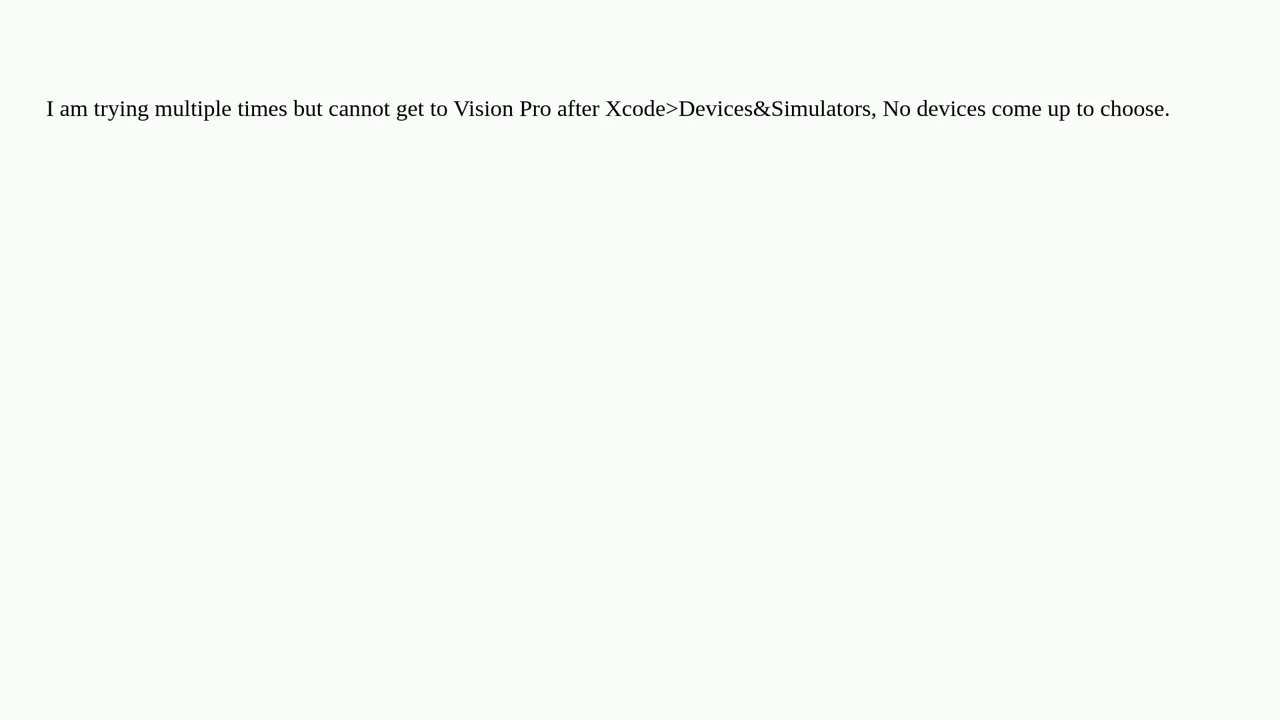 I am trying multiple times but cannot get to Vision Pro after Xcode>Devices&Simulators, No devices come up to choose.